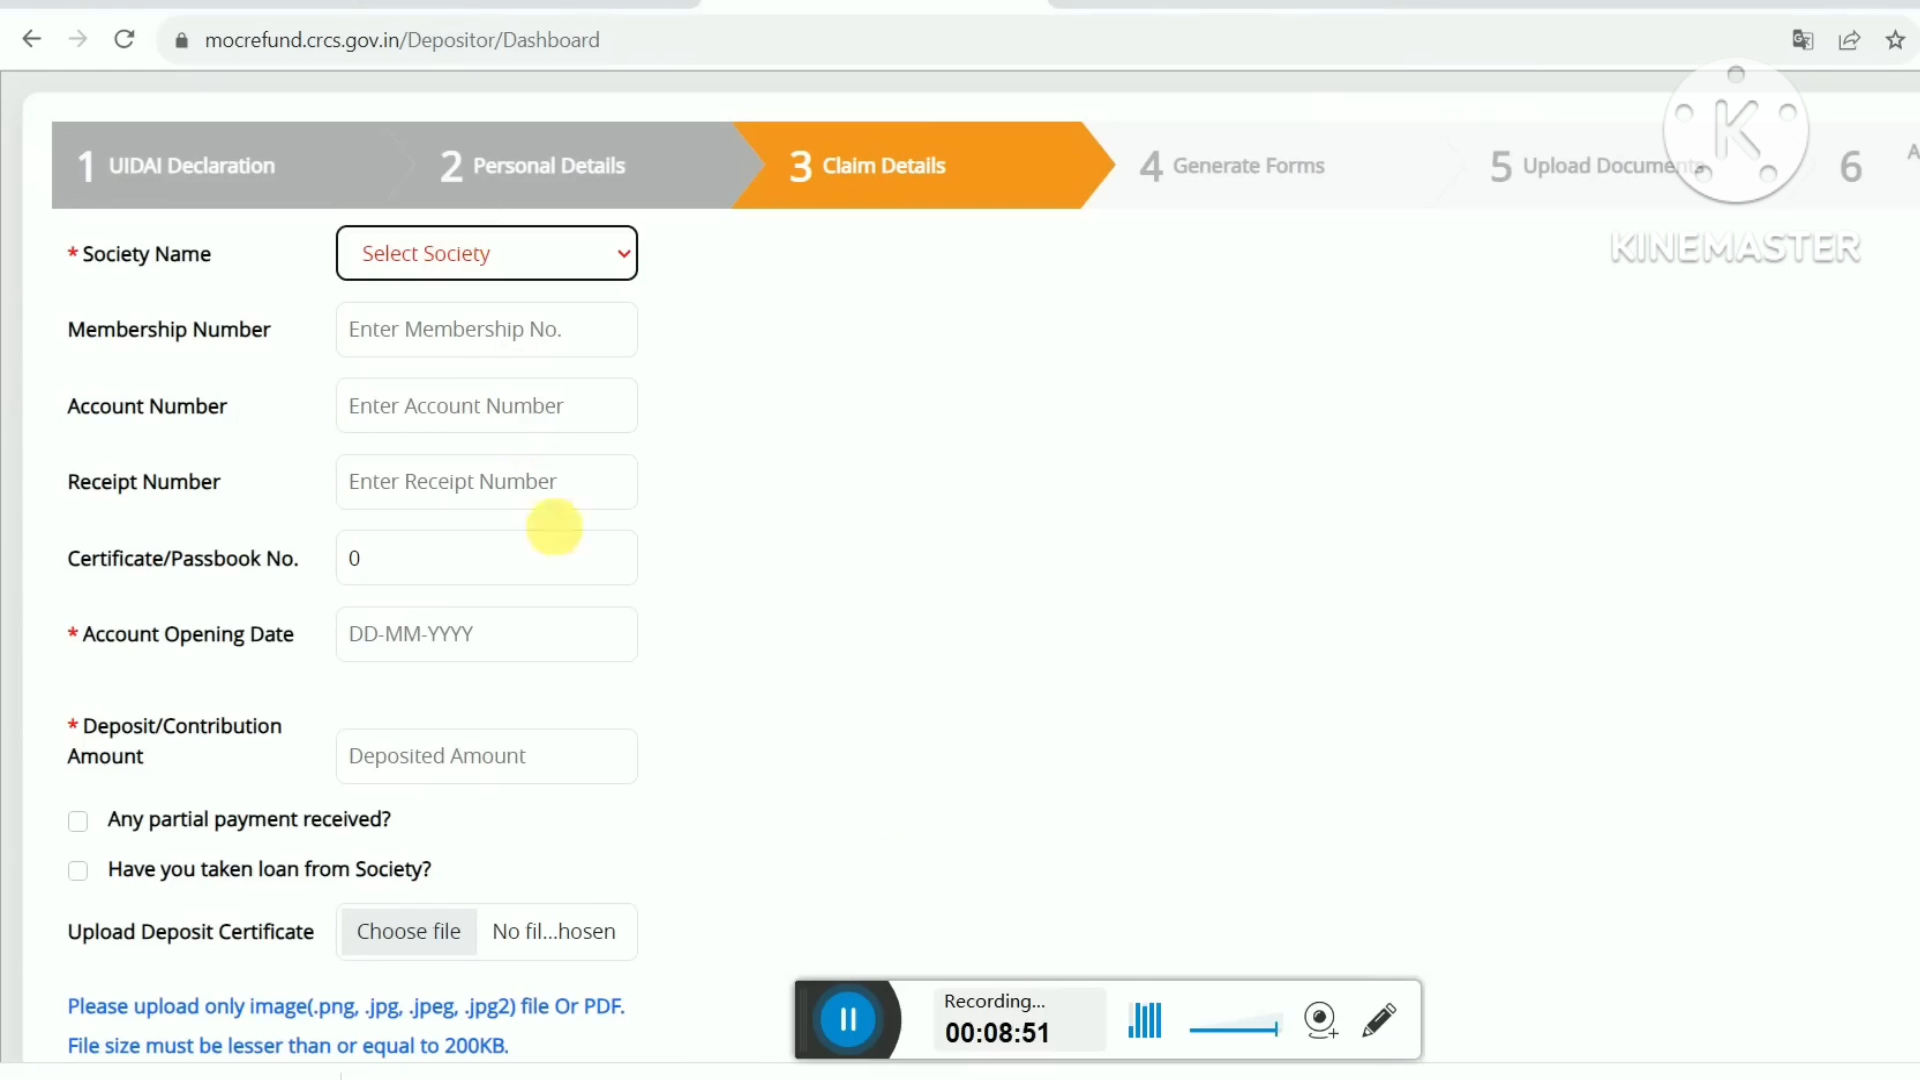 mocrefund.crcs.gov.in/Depositor/Dashboard
1 UIDAI Declaration
2 Personal Details
3 Claim Details
4 Generate Forms
5 Upload Documents
6 A
K
KINEMASTER
* Society Name
Select Society
Membership Number
Enter Membership No.
Account Number
Enter Account Number
Receipt Number
Enter Receipt Number
Certificate/Passbook No.
0
* Account Opening Date
DD-MM-YYYY
* Deposit/Contribution
Amount
Deposited Amount
Any partial payment received?
Have you taken loan from Society?
Upload Deposit Certificate
Choose file
No fil...hosen
Please upload only image(.png, .jpg, .jpeg, .jpg2) file Or PDF.
File size must be lesser than or equal to 200KB.
Recording...
00:08:51